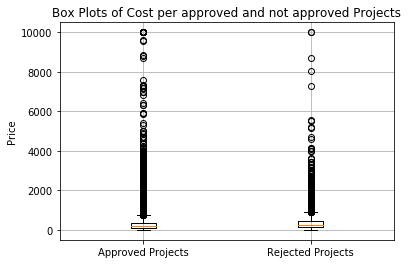 Box Plots of Cost per approved and not approved Projects
10000
8000
6000
4000
2000
0
Price
Approved Projects
Rejected Projects